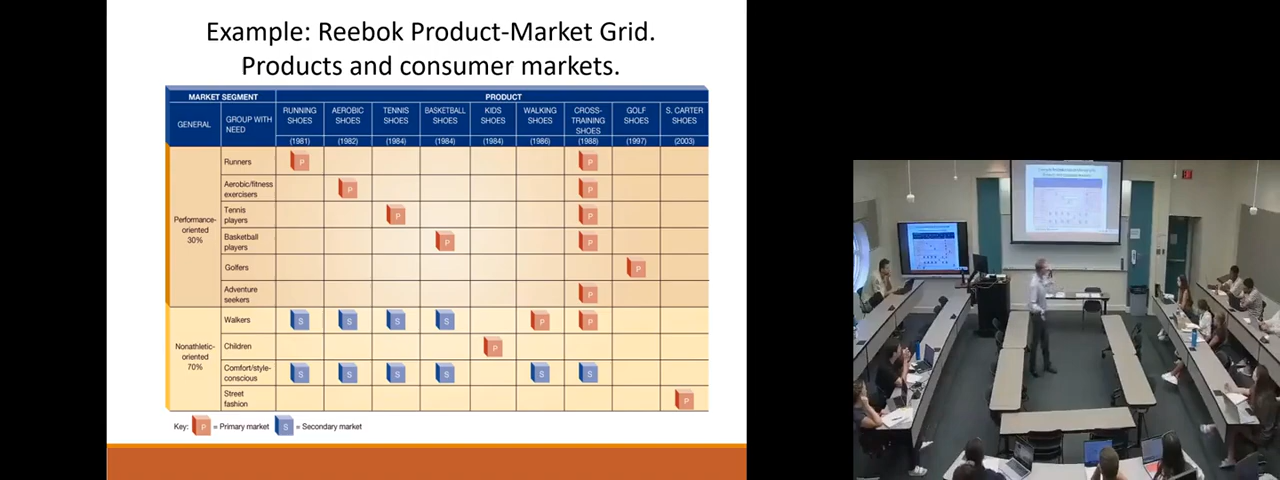 Example: Reebok Product-Market Grid.
Products and consumer markets.
MARKET SEGMENT
PRODUCT
GENERAL
GROUP WITH
NEED
RUNNING
SHOES
(1981)
AEROBIC
SHOES
(1982)
TENNIS
SHOES
(1984)
BASKETBALL
SHOES
(1984)
KIDS
SHOES
(1984)
WALKING
SHOES
(1986)
CROSS-
TRAINING
SHOES
(1988)
GOLF
SHOES
(1997)
S. CARTER
SHOES
(2003)
Performance-
oriented
30%
Runners
P P
Aerobic/fitness
exercisers
P P
Tennis
players
P P
Basketball
players
P P
Golfers
P
Adventure
seekers
P
Nonathletic-
oriented
70%
Walkers
S S S S P P
Children
P
Comfort/style-
conscious
S S S S S S
Street
fashion
P
Key: P = Primary market S = Secondary market